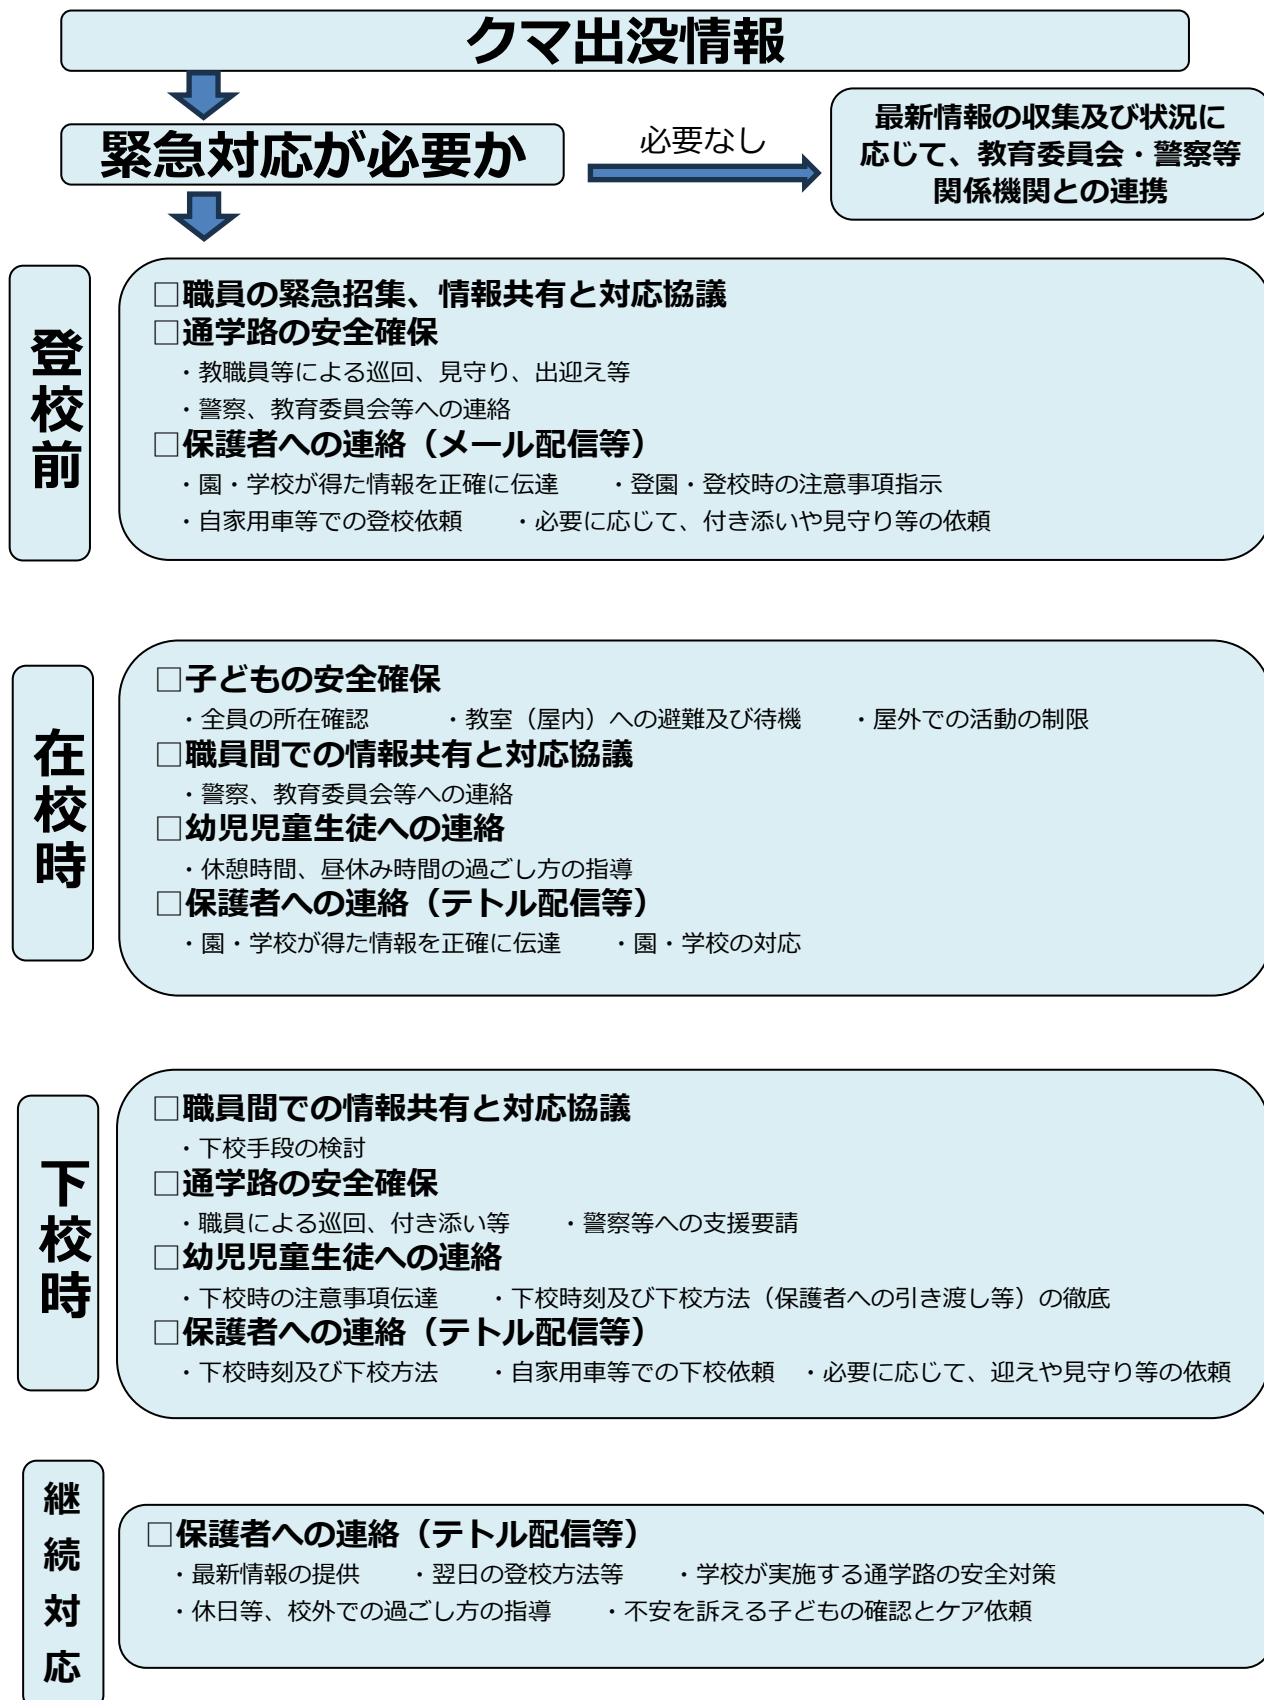 クマ出没情報
緊急対応が必要か
必要なし
最新情報の収集及び状況に
応じて、教育委員会・警察等
関係機関との連携
登校前
□職員の緊急招集、情報共有と対応協議
□通学路の安全確保
・教職員等による巡回、見守り、出迎え等
・警察、教育委員会等への連絡
□保護者への連絡（メール配信等）
・園・学校が得た情報を正確に伝達　・登園・登校時の注意事項指示
・自家用車等での登校依頼　・必要に応じて、付き添いや見守り等の依頼
在校時
□子どもの安全確保
・全員の所在確認　・教室（屋内）への避難及び待機　・屋外での活動の制限
□職員間での情報共有と対応協議
・警察、教育委員会等への連絡
□幼児児童生徒への連絡
・休憩時間、昼休み時間の過ごし方の指導
□保護者への連絡（テトル配信等）
・園・学校が得た情報を正確に伝達　・園・学校の対応
下校時
□職員間での情報共有と対応協議
・下校手段の検討
□通学路の安全確保
・職員による巡回、付き添い等　・警察等への支援要請
□幼児児童生徒への連絡
・下校時の注意事項伝達　・下校時刻及び下校方法（保護者への引き渡し等）の徹底
□保護者への連絡（テトル配信等）
・下校時刻及び下校方法　・自家用車等での下校依頼　・必要に応じて、迎えや見守り等の依頼
継続対応
□保護者への連絡（テトル配信等）
・最新情報の提供　・翌日の登校方法等　・学校が実施する通学路の安全対策
・休日等、校外での過ごし方の指導　・不安を訴える子どもの確認とケア依頼